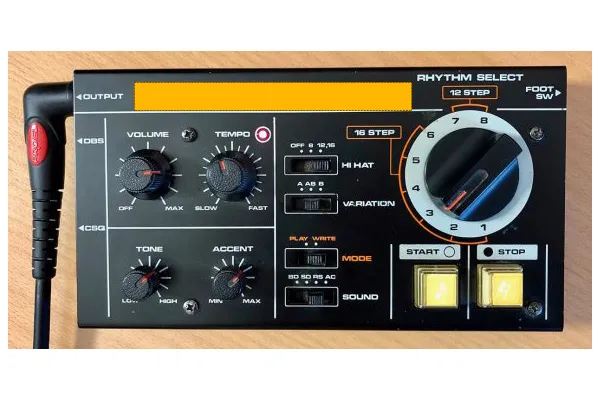 RHYTHM SELECT
OUTPUT
12 STEP
FOOT SW
DBS
VOLUME
TEMPO
16 STEP
7 8
6
5
4
3
2 1
OFF 8 12,16
HI HAT
A AB B
VARIATION
OFF MAX
SLOW FAST
CSQ
PLAY WRITE
MODE
TONE
ACCENT
START
STOP
BD SD RS AC
SOUND
LOW HIGH
MIN MAX